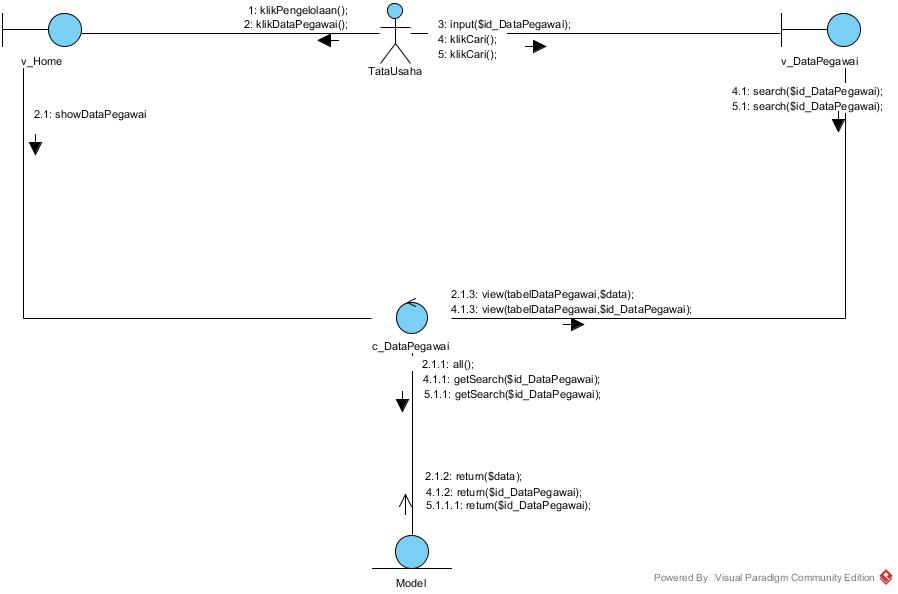 1: klikPengelolaan();
2: klikDataPegawai();
3: input($id_DataPegawai);
4: klikCari();
5: klikCari();
v_Home
TataUsaha
v_DataPegawai
4.1: search($id_DataPegawai);
5.1: search($id_DataPegawai);
2.1: showDataPegawai
2.1.3: view(tabelDataPegawai,$data);
4.1.3: view(tabelDataPegawai,$id_DataPegawai);
c_DataPegawai
2.1.1: all();
4.1.1: getSearch($id_DataPegawai);
5.1.1: getSearch($id_DataPegawai);
2.1.2: return($data);
4.1.2: return($id_DataPegawai);
5.1.1.1: return($id_DataPegawai);
Model
Powered By Visual Paradigm Community Edition